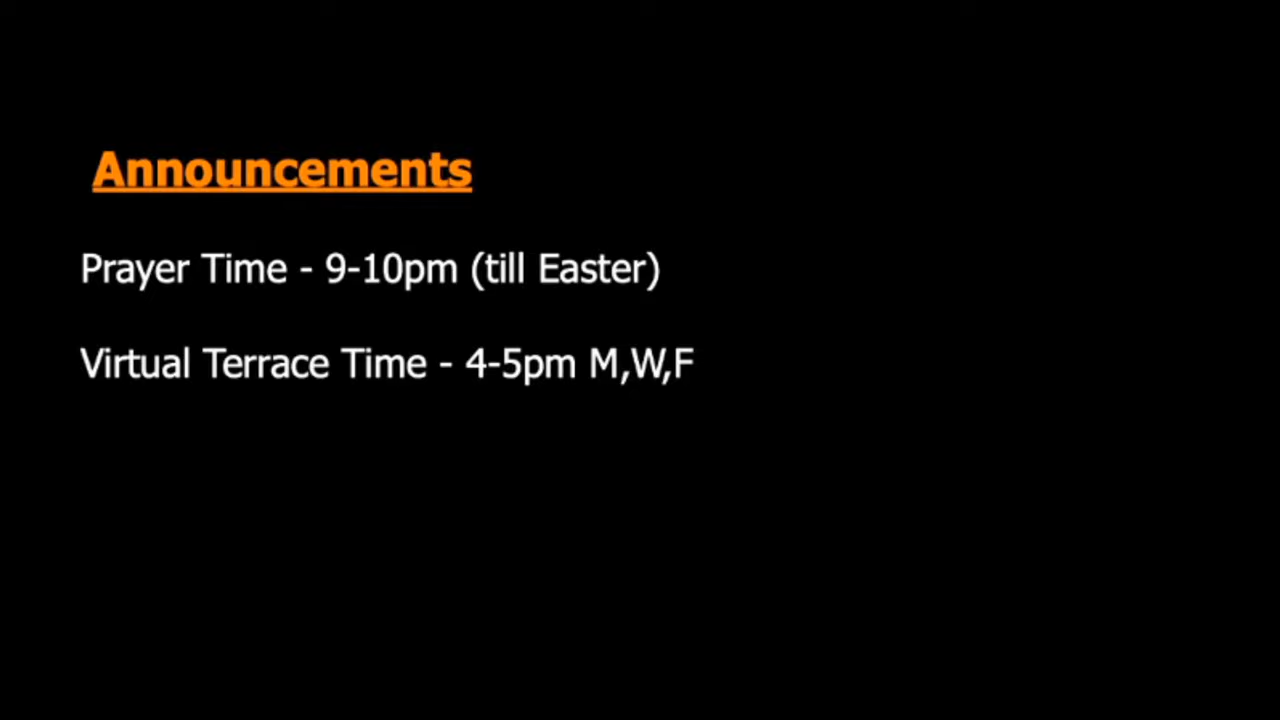 Announcements
Prayer Time - 9-10pm (till Easter)
Virtual Terrace Time - 4-5pm M,W,F